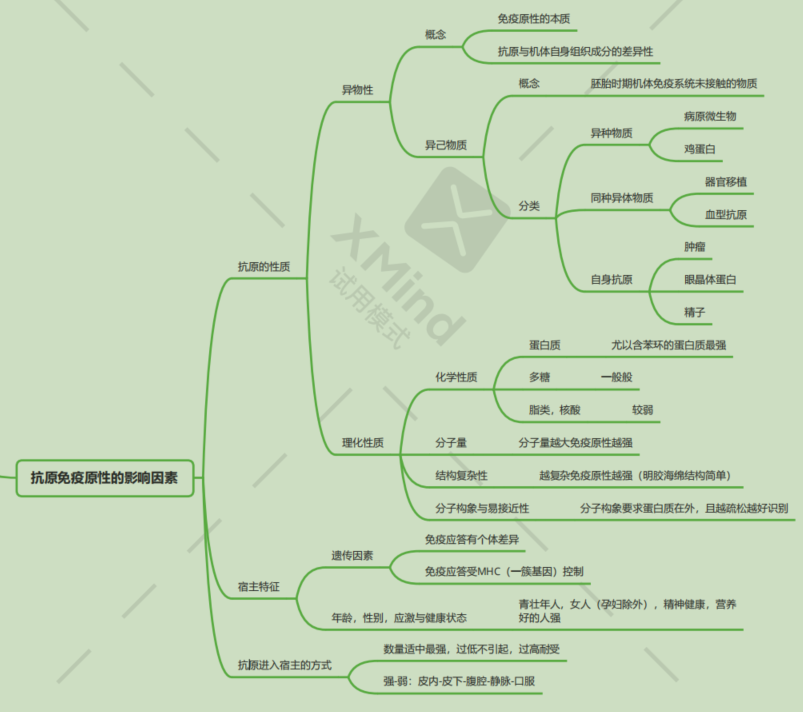 抗原免疫原性的影响因素
抗原的性质
异物性
概念
免疫原性的本质
抗原与机体自身组织成分的差异性
异己物质
概念
胚胎时期机体免疫系统未接触的物质
分类
异种物质
病原微生物
鸡蛋白
同种异体物质
器官移植
血型抗原
自身抗原
肿瘤
眼晶体蛋白
精子
理化性质
化学性质
蛋白质
尤以含苯环的蛋白质最强
多糖
一般般
脂类，核酸
较弱
分子量
分子量越大免疫原性越强
结构复杂性
越复杂免疫原性越强（明胶海绵结构简单）
分子构象与易接近性
分子构象要求蛋白质在外，且越疏松越好识别
宿主特征
遗传因素
免疫应答有个体差异
免疫应答受MHC（一簇基因）控制
年龄，性别，应激与健康状态
青壮年人，女人（孕妇除外），精神健康，营养
好的人强
抗原进入宿主的方式
数量适中最强，过低不引起，过高耐受
强-弱：皮内-皮下-腹腔-静脉-口服
XMind
试用模式